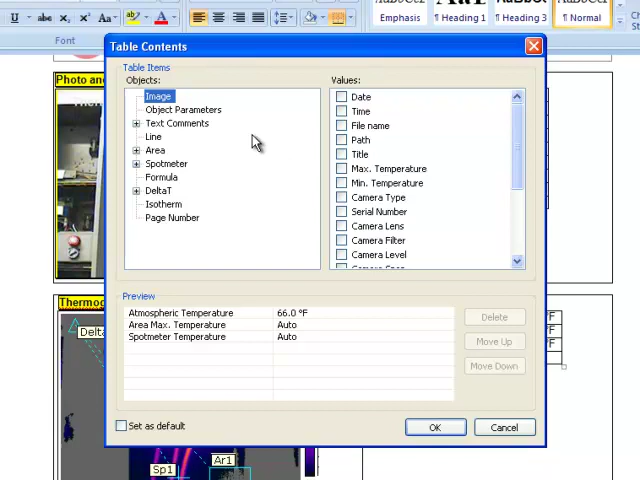 Emphasis
¶ Heading 1
¶ Heading 3
¶ Normal
Font
Table Contents
Photo an
Table Items
Objects:
Values:
Image
Object Parameters
Text Comments
Line
Area
Spotmeter
Formula
DeltaT
Isotherm
Page Number
Date
Time
File name
Path
Title
Max. Temperature
Min. Temperature
Camera Type
Serial Number
Camera Lens
Camera Filter
Camera Level
Preview
Atmospheric Temperature 66.0 °F
Area Max. Temperature Auto
Spotmeter Temperature Auto
Delete
Move Up
Move Down
Set as default
OK
Cancel
Thermog
Delta
°F
°F
°F
Sp1
Ar1